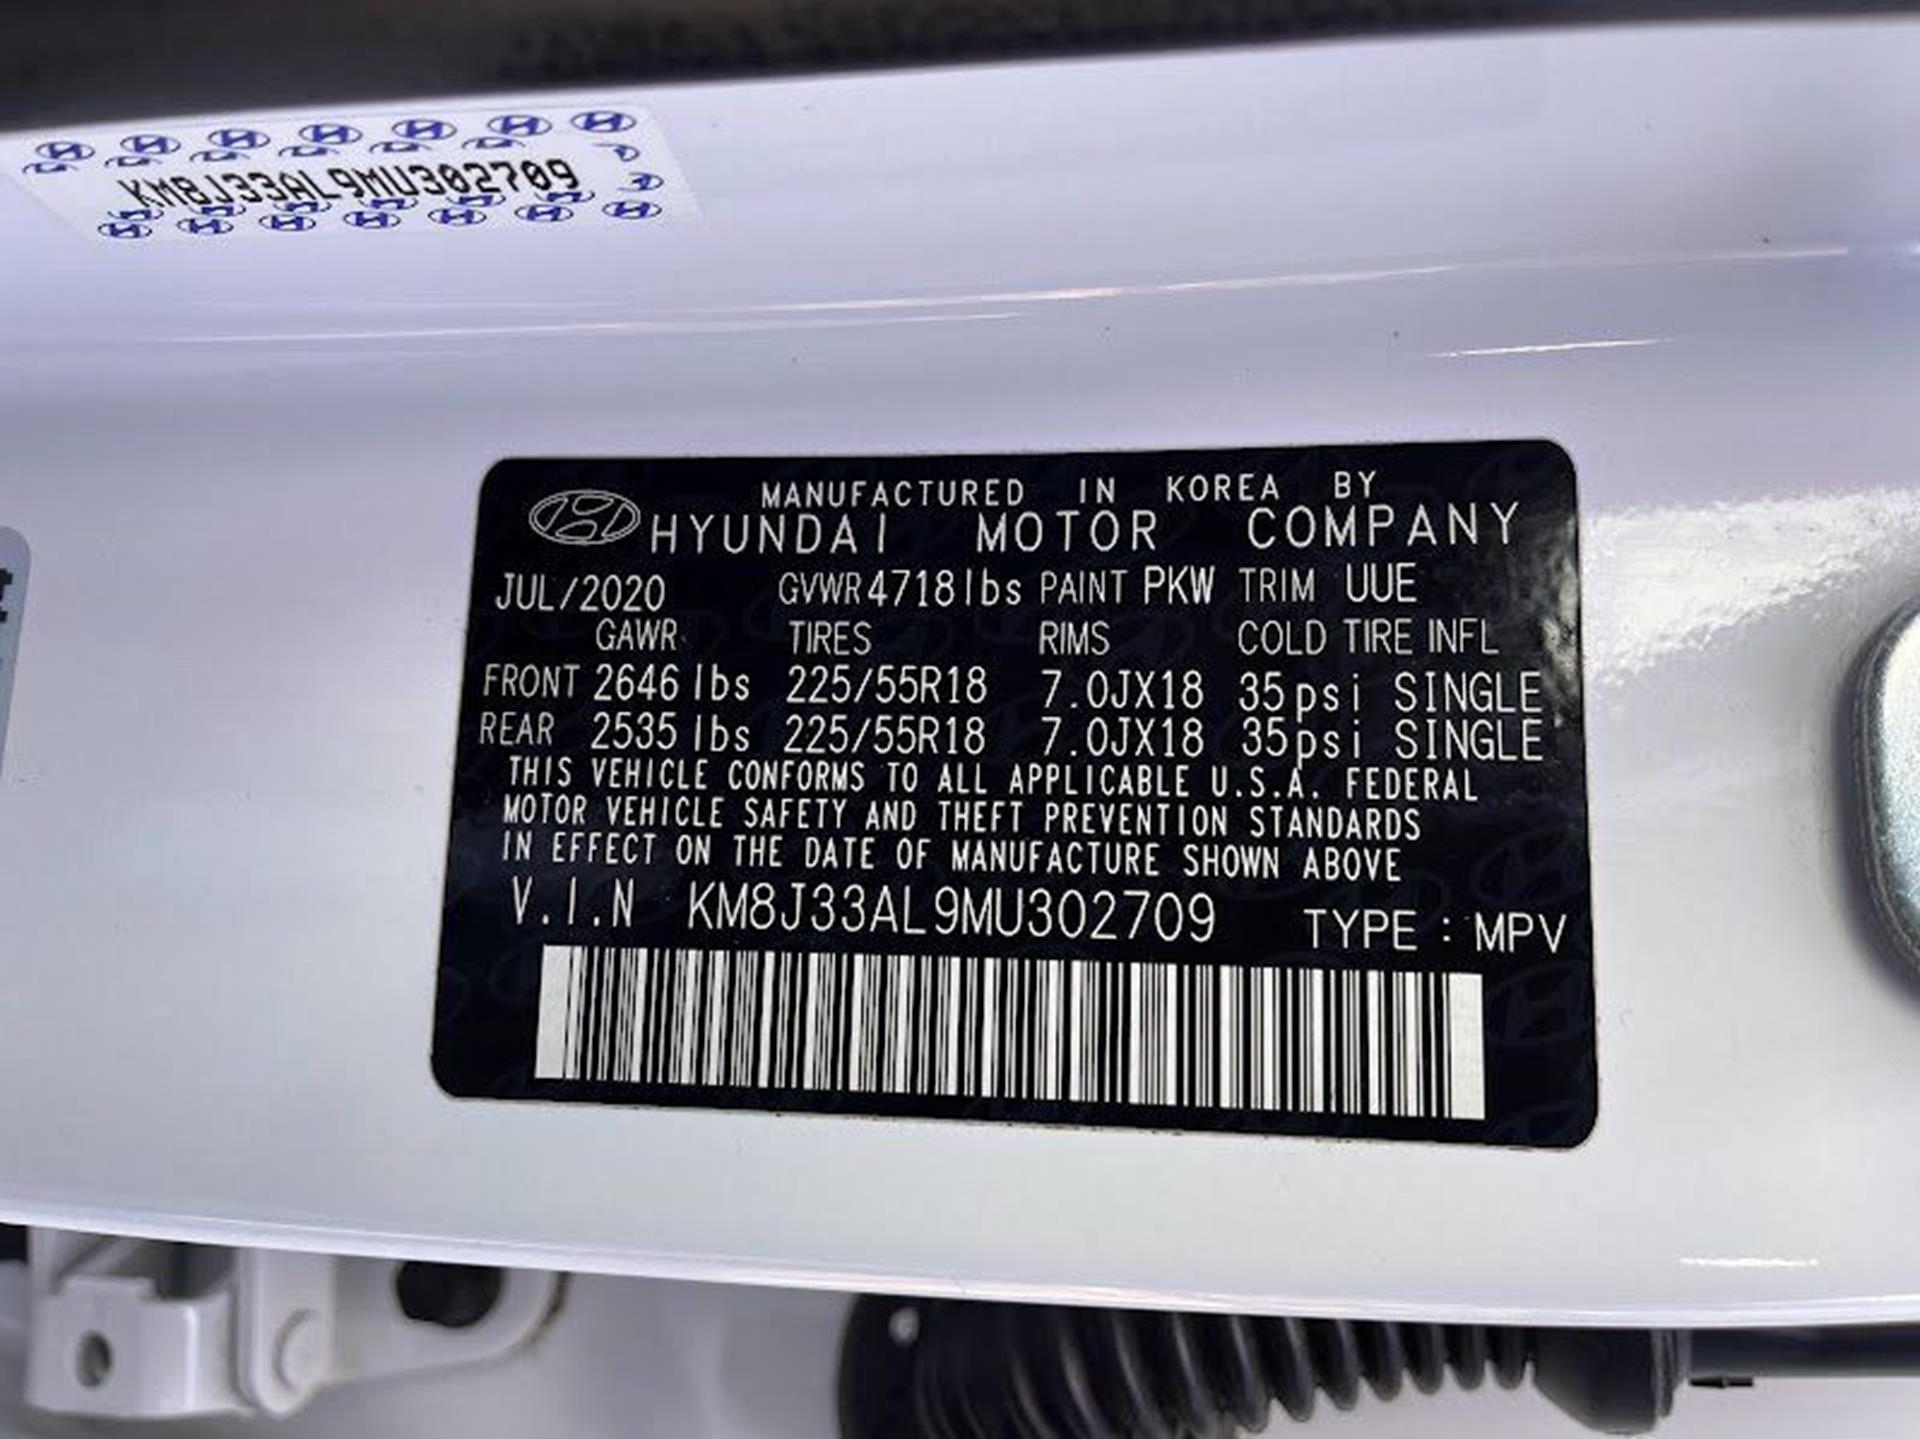 KM8J33AL9MU302709
MANUFACTURED IN KOREA BY
HYUNDAI MOTOR COMPANY
JUL/2020 GVWR 4718lbs PAINT PKW TRIM UUE
GAWR TIRES RIMS COLD TIRE INFL
FRONT 2646 lbs 225/55R18 7.0JX18 35psi SINGLE
REAR 2535 lbs 225/55R18 7.0JX18 35psi SINGLE
THIS VEHICLE CONFORMS TO ALL APPLICABLE U.S.A. FEDERAL
MOTOR VEHICLE SAFETY AND THEFT PREVENTION STANDARDS
IN EFFECT ON THE DATE OF MANUFACTURE SHOWN ABOVE
V.I.N KM8J33AL9MU302709 TYPE : MPV